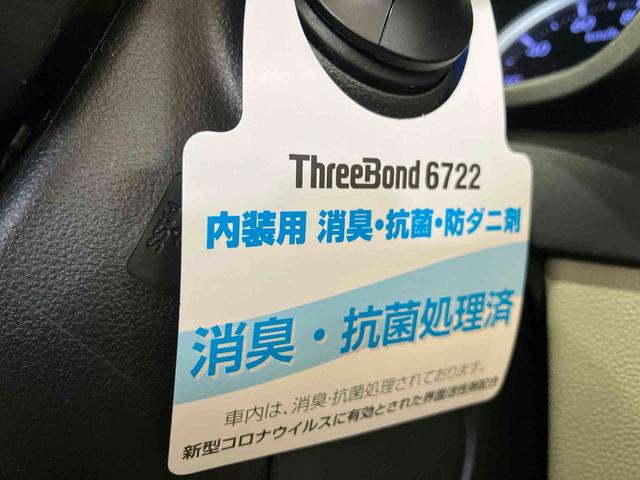 ThreeBond 6722
内装用 消臭・抗菌・防ダニ剤
消臭・抗菌処理済
車内は、消臭・抗菌処理されております。
新型コロナウイルスに有効とされた界面活性剤配合